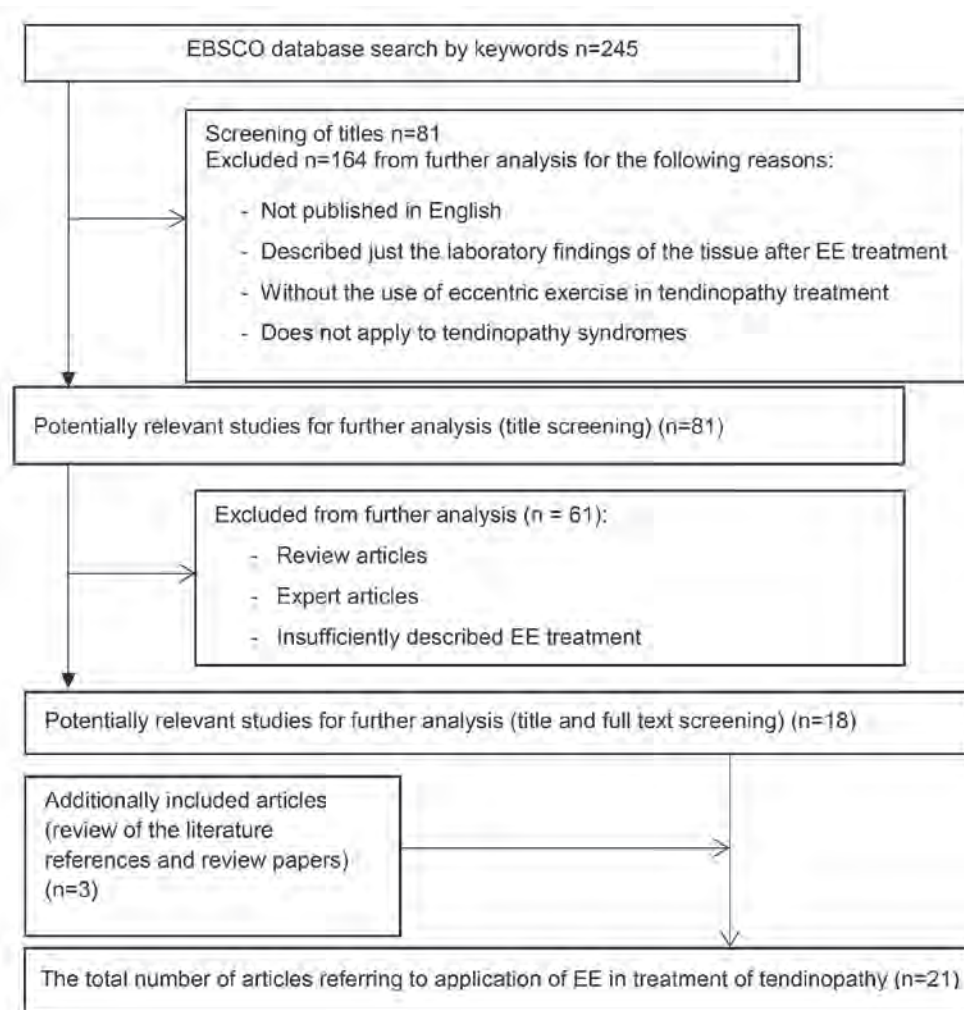 EBSCO database search by keywords n=245
Screening of titles n=81
Excluded n=164 from further analysis for the following reasons:
- Not published in English
- Described just the laboratory findings of the tissue after EE treatment
- Without the use of eccentric exercise in tendinopathy treatment
- Does not apply to tendinopathy syndromes
Potentially relevant studies for further analysis (title screening) (n=81)
Excluded from further analysis (n = 61):
- Review articles
- Expert articles
- Insufficiently described EE treatment
Potentially relevant studies for further analysis (title and full text screening) (n=18)
Additionally included articles
(review of the literature
references and review papers)
(n=3)
The total number of articles referring to application of EE in treatment of tendinopathy (n=21)